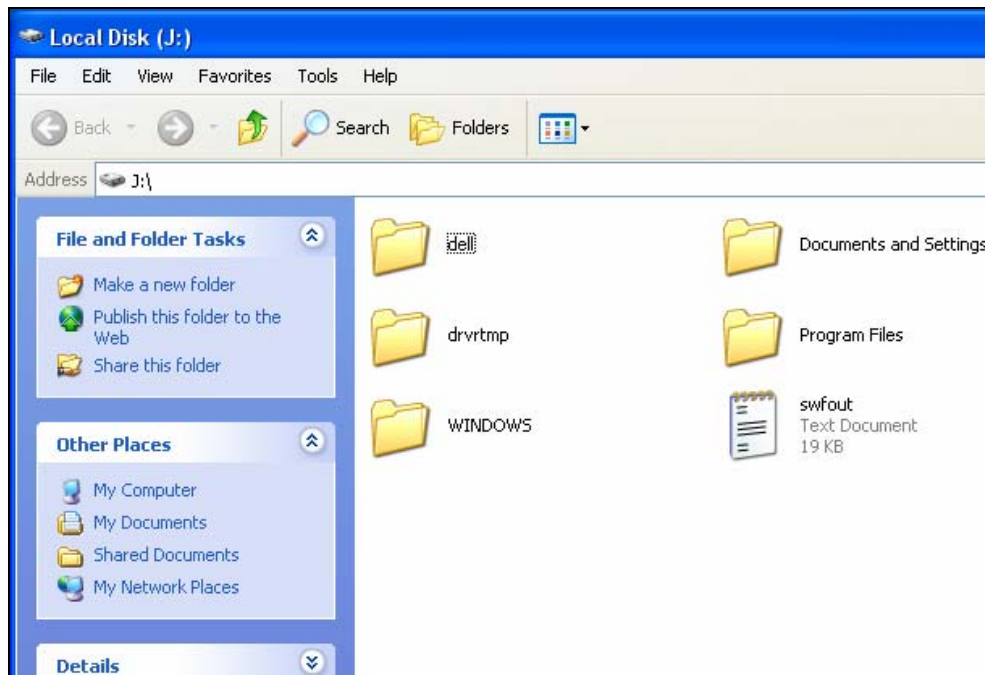 Local Disk (J:)
File Edit View Favorites Tools Help
Back Search Folders
Address J:\
File and Folder Tasks
Make a new folder
Publish this folder to the
Web
Share this folder
Other Places
My Computer
My Documents
Shared Documents
My Network Places
Details
dell
Documents and Settings
drvrtmp
Program Files
WINDOWS
swfout
Text Document
19 KB